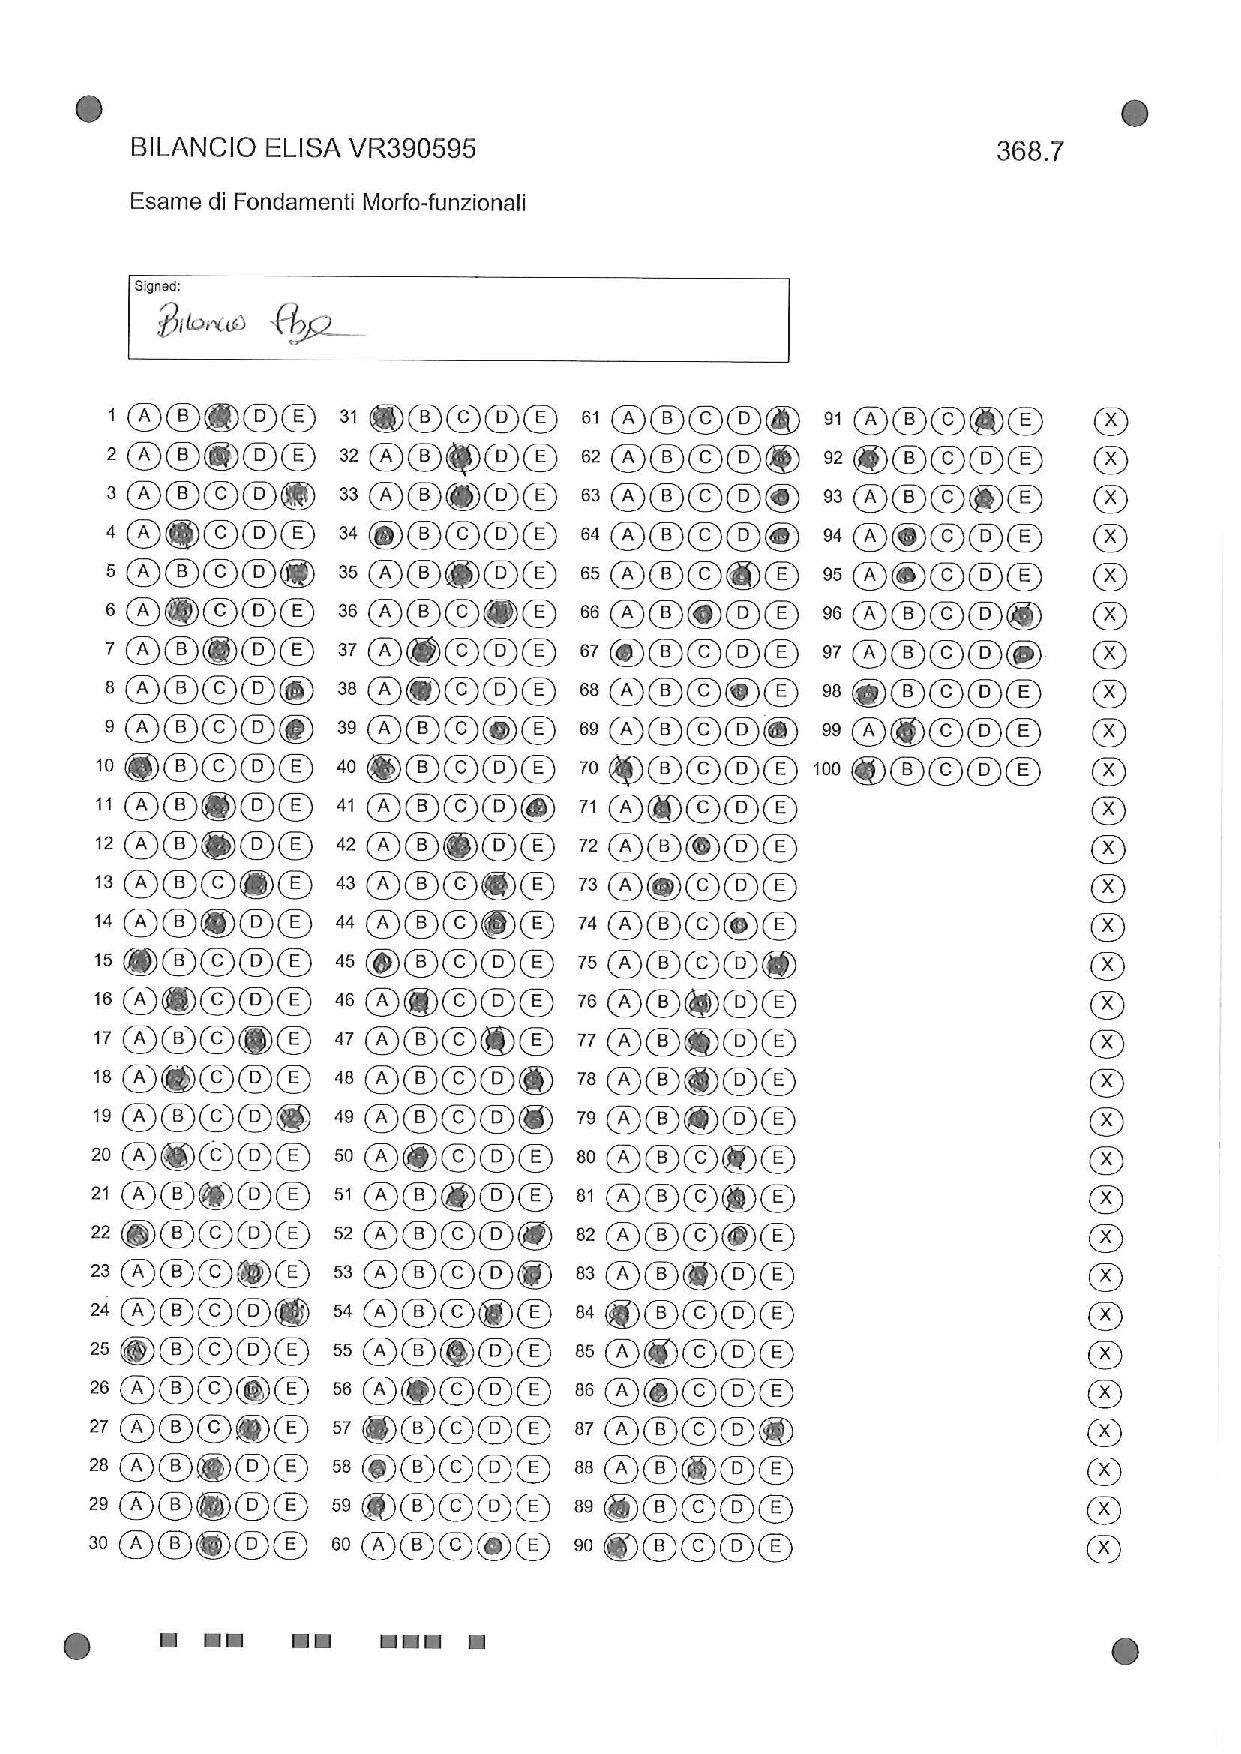 BILANCIO ELISA VR390595 368.7
Esame di Fondamenti Morfo-funzionali
Signed:
Bilancio
1 A B D E 31 B C D E 61 A B C D 91 A B C E X
2 A B D E 32 A B D E 62 A B C D 92 B C D E X
3 A B C D 33 A B D E 63 A B C D 93 A B C E X
4 A C D E 34 B C D E 64 A B C D 94 A C D E X
5 A B C D 35 A B D E 65 A B C E 95 A C D E X
6 A C D E 36 A B C E 66 A B D E 96 A B C D X
7 A B D E 37 A C D E 67 B C D E 97 A B C D X
8 A B C D 38 A C D E 68 A B C E 98 B C D E X
9 A B C D 39 A B C E 69 A B C D 99 A C D E X
10 B C D E 40 B C D E 70 B C D E 100 B C D E X
11 A B D E 41 A B C D 71 A C D E X
12 A B D E 42 A B D E 72 A B D E X
13 A B C E 43 A B C E 73 A C D E X
14 A B D E 44 A B C E 74 A B C E X
15 B C D E 45 B C D E 75 A B C D X
16 A C D E 46 A C D E 76 A B D E X
17 A B C E 47 A B C E 77 A B D E X
18 A C D E 48 A B C D 78 A B D E X
19 A B C D 49 A B C D 79 A B D E X
20 A C D E 50 A C D E 80 A B C E X
21 A B D E 51 A B D E 81 A B C E X
22 B C D E 52 A B C D 82 A B C E X
23 A B C E 53 A B C D 83 A B D E X
24 A B C D 54 A B C E 84 B C D E X
25 B C D E 55 A B D E 85 A C D E X
26 A B C E 56 A C D E 86 A C D E X
27 A B C E 57 B C D E 87 A B C D X
28 A B D E 58 B C D E 88 A B D E X
29 A B D E 59 B C D E 89 B C D E X
30 A B D E 60 A B C E 90 B C D E X